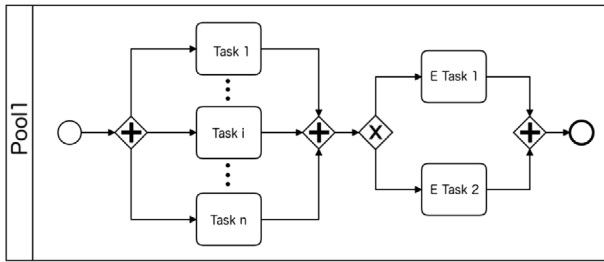 Pool1
Task 1
Task i
Task n
X
E Task 1
E Task 2